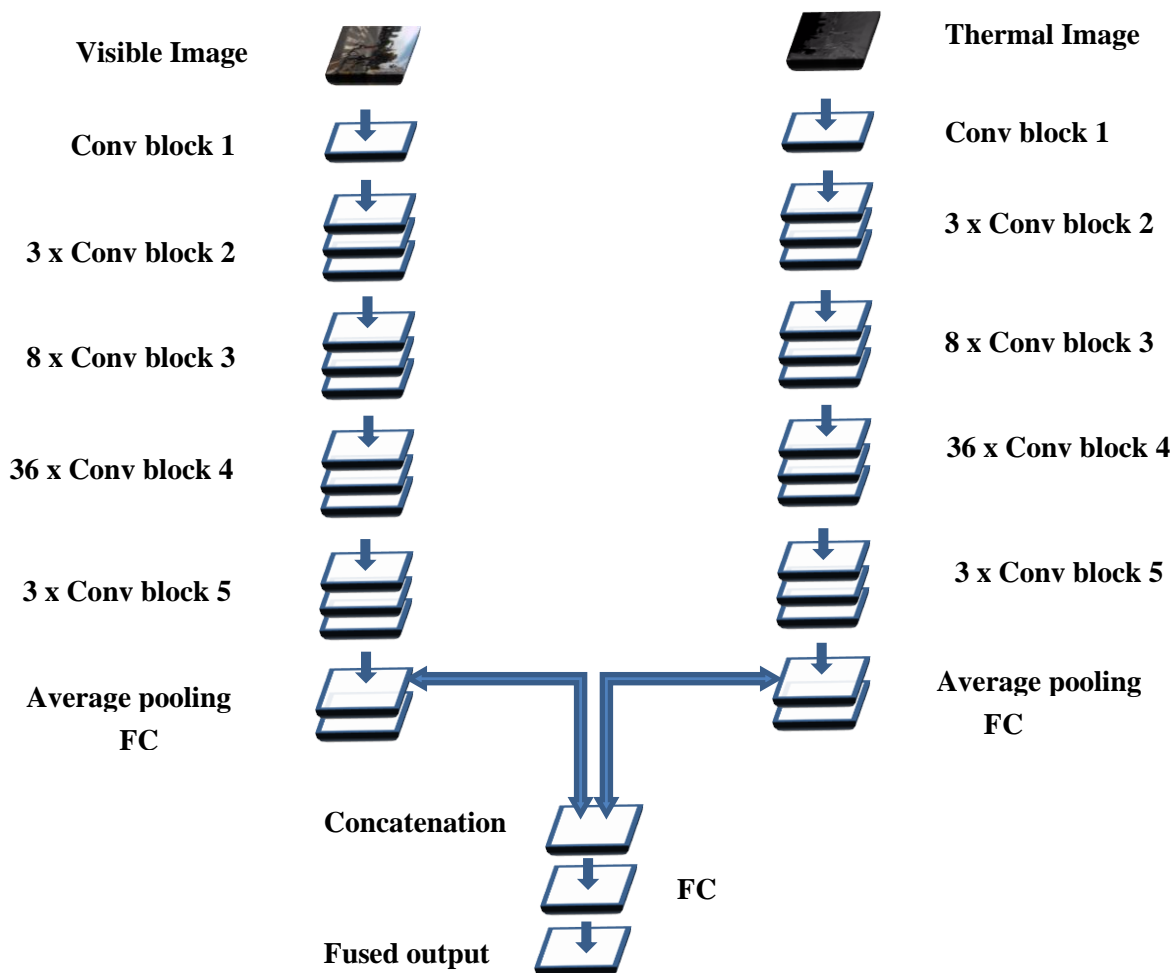 Visible Image
Conv block 1
3 x Conv block 2
8 x Conv block 3
36 x Conv block 4
3 x Conv block 5
Average pooling
FC
Thermal Image
Conv block 1
3 x Conv block 2
8 x Conv block 3
36 x Conv block 4
3 x Conv block 5
Average pooling
FC
Concatenation
FC
Fused output